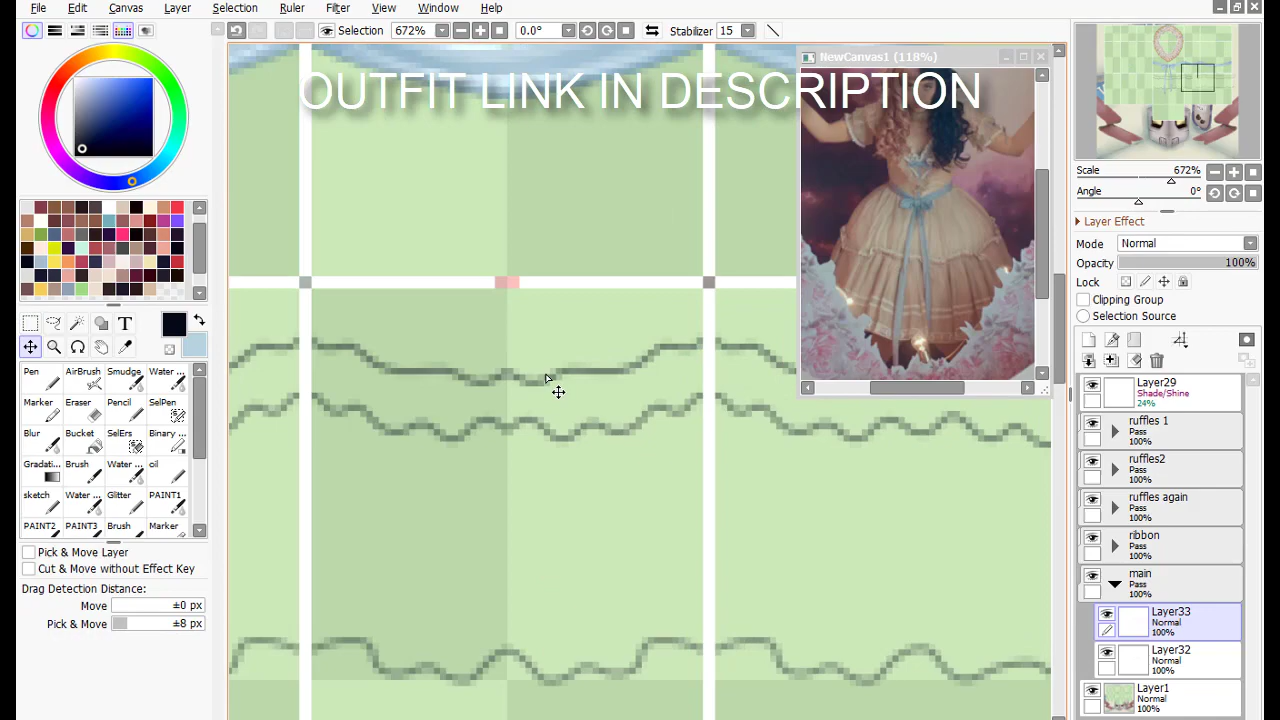 File Edit Canvas Layer Selection Ruler Filter View Window Help
Selection 672% 0.0° Stabilizer 15
NewCanvas1 (118%)
OUTFIT LINK IN DESCRIPTION
T
Pen AirBrush Smudge Water ...
Marker Eraser Pencil SelPen
Blur Bucket SelErs Binary ...
Gradati... Brush Water ... oil
sketch Water ... Glitter PAINT1
PAINT2 PAINT3 Brush Marker
Pick & Move Layer
Cut & Move without Effect Key
Drag Detection Distance:
Move ±0 px
Pick & Move ±8 px
Scale 672%
Angle 0°
Layer Effect
Mode Normal
Opacity 100%
Lock
Clipping Group
Selection Source
Layer29
Shade/Shine
24%
ruffles 1
Pass
100%
ruffles2
Pass
100%
ruffles again
Pass
100%
ribbon
Pass
100%
main
Pass
100%
Layer33
Normal
100%
Layer32
Normal
100%
Layer1
Normal
100%